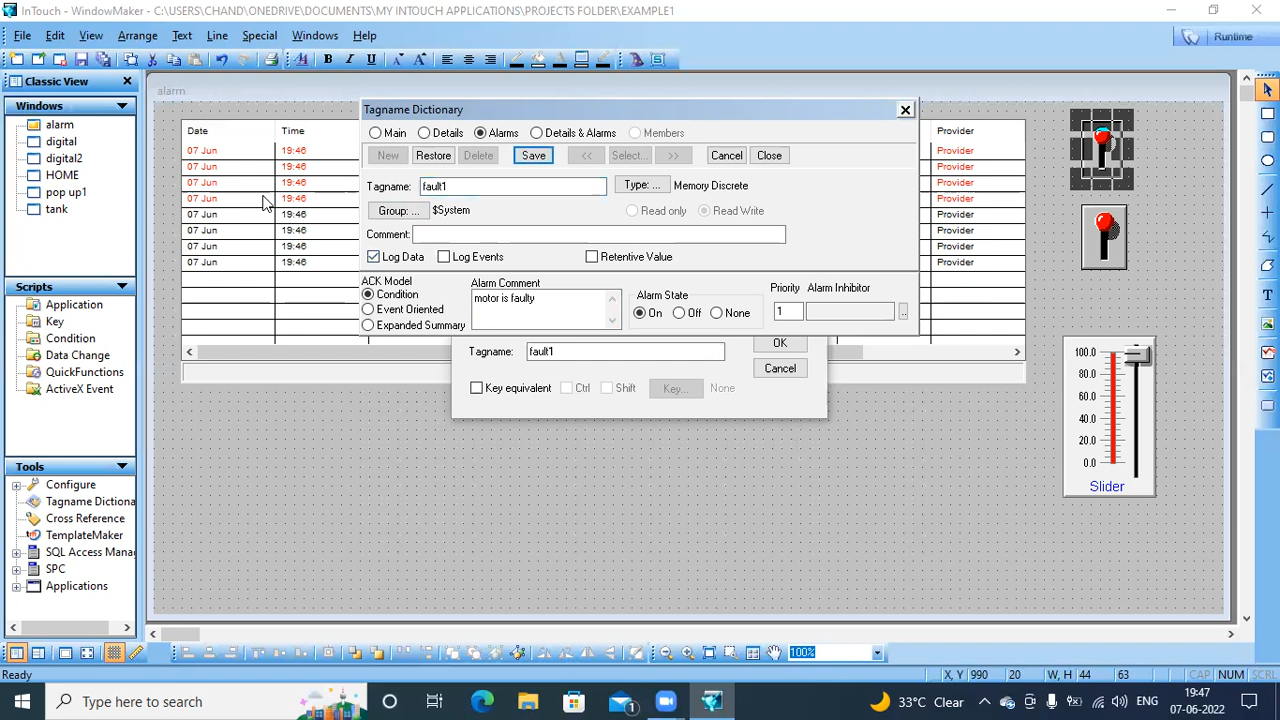 InTouch - WindowMaker - C:\USERS\CHAND\ONEDRIVE\DOCUMENTS\MY INTOUCH APPLICATIONS\PROJECTS FOLDER\EXAMPLE1
File Edit View Arrange Text Line Special Windows Help Runtime
Classic View
Windows
alarm
digital
digital2
HOME
pop up1
tank
Scripts
Application
Key
Condition
Data Change
QuickFunctions
ActiveX Event
Tools
Configure
Tagname Dictiona
Cross Reference
TemplateMaker
SQL Access Manag
SPC
Applications
alarm
Date Time Provider
07 Jun 19:46 Provider
07 Jun 19:46 Provider
07 Jun 19:46 Provider
07 Jun 19:46 Provider
07 Jun 19:46 Provider
07 Jun 19:46 Provider
07 Jun 19:46 Provider
07 Jun 19:46 Provider
Tagname Dictionary
Main Details Alarms Details & Alarms Members
New Restore Delete Save << Select... >> Cancel Close
Tagname: fault1 Type: ... Memory Discrete
Group: ... $System Read only Read Write
Comment:
Log Data Log Events Retentive Value
ACK Model Alarm Comment Priority Alarm Inhibitor
Condition motor is faulty Alarm State
Event Oriented On Off None 1 ..
Expanded Summary
Tagname: fault1 OK
Cancel
Key equivalent Ctrl Shift Key... None
100.0
80.0
60.0
40.0
20.0
0.0
Slider
100%
Ready X, Y 990 20 W, H 44 63 CAP NUM SCRL
Type here to search 1 33°C Clear ENG 19:47
07-06-2022